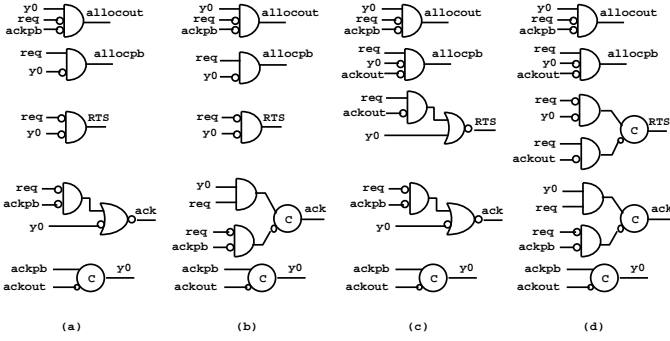 y0
req
ackpb
allocout
req
y0
allocpb
req
y0
RTS
req
ackpb
y0
ack
ackpb
ackout
C
y0
(a)
y0
req
ackpb
allocout
req
y0
allocpb
req
y0
RTS
y0
req
req
ackpb
C
ack
ackpb
ackout
C
y0
(b)
y0
req
ackpb
allocout
req
y0
ackout
allocpb
req
ackout
y0
RTS
req
ackpb
y0
ack
ackpb
ackout
C
y0
(c)
y0
req
ackpb
allocout
req
y0
ackout
allocpb
req
y0
req
ackout
C
RTS
y0
req
req
ackpb
C
ack
ackpb
ackout
C
y0
(d)